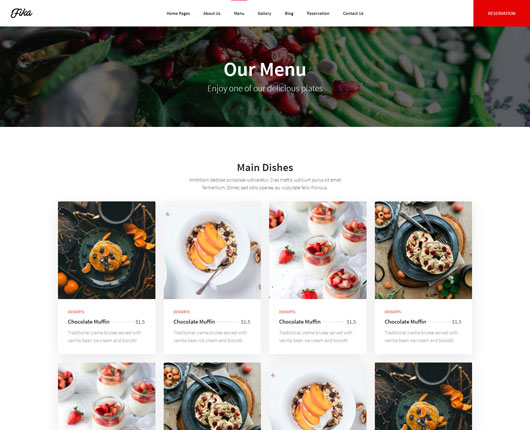 Fika
Home Pages About Us Menu Gallery Blog Reservation Contact Us RESERVATION
Our Menu
Enjoy one of our delicious plates
Main Dishes
Ambitioni dedisse scripsisse iudicaretur. Cras mattis iudicium purus sit amet
fermentum. Donec sed odio operae, eu vulputate felis rhoncus.
DESSERTS
Chocolate Muffin $1,5
Traditional creme brulee served with
vanilla bean ice cream and biscotti
DESSERTS
Chocolate Muffin $1,5
Traditional creme brulee served with
vanilla bean ice cream and biscotti
DESSERTS
Chocolate Muffin $1,5
Traditional creme brulee served with
vanilla bean ice cream and biscotti
DESSERTS
Chocolate Muffin $1,5
Traditional creme brulee served with
vanilla bean ice cream and biscotti